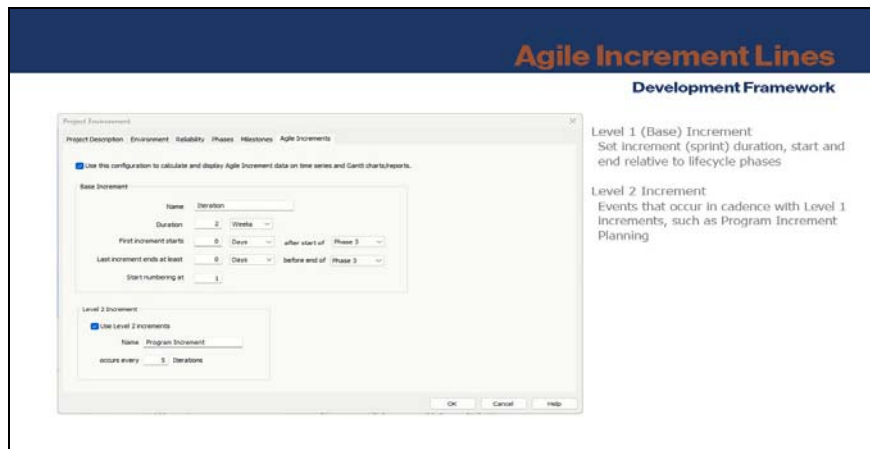 Agile Increment Lines
Development Framework
Project Environment
Project Description Environment Reliability Phases Milestones Agile Increments
Use this configuration to calculate and display Agile Increment data on time series and Gantt charts/reports.
Base Increment
Name Iteration
Duration 2 Weeks
First increment starts 0 Days after start of Phase 3
Last increment ends at least 0 Days before end of Phase 3
Start numbering at 1
Level 2 Increment
Use Level 2 increments
Name Program Increment
occurs every 5 Iterations
OK Cancel Help
Level 1 (Base) Increment
Set increment (sprint) duration, start and
end relative to lifecycle phases
Level 2 Increment
Events that occur in cadence with Level 1
increments, such as Program Increment
Planning